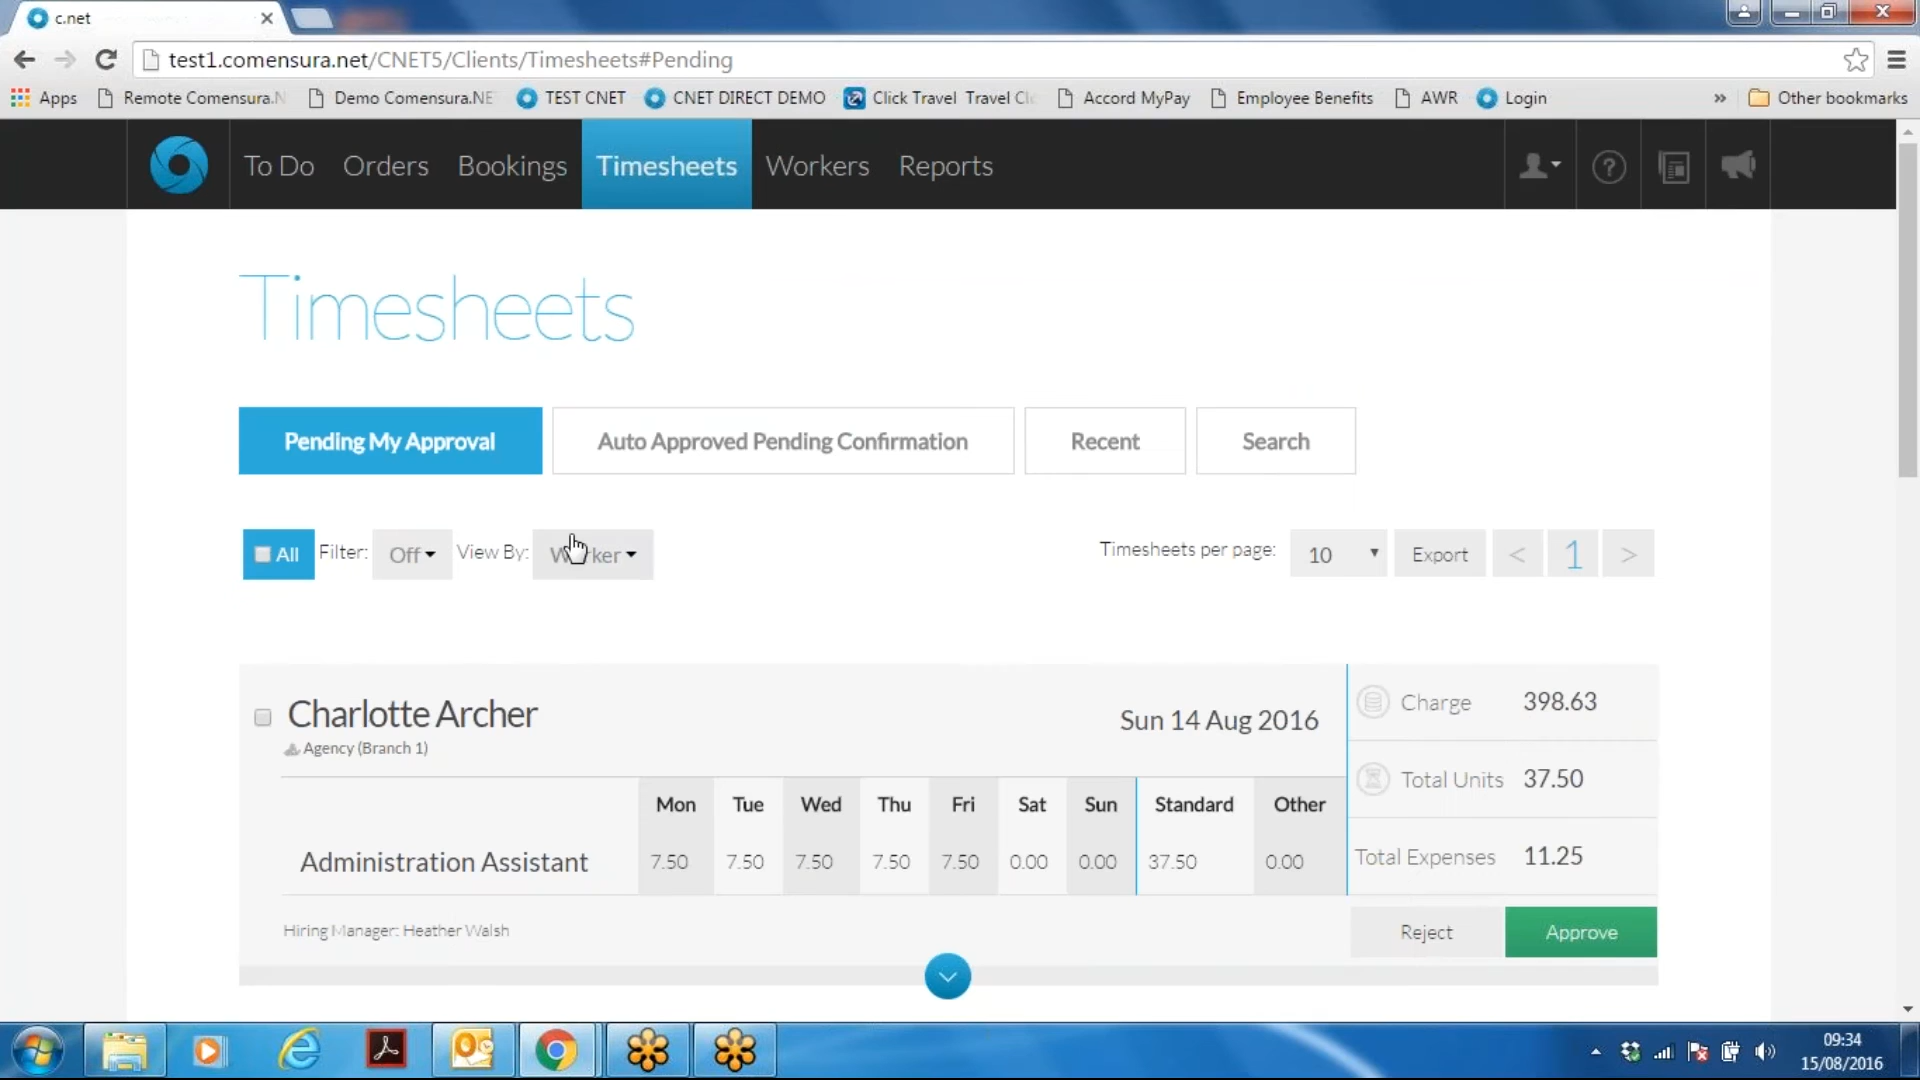 c.net
test1.comensura.net/CNET5/Clients/Timesheets#Pending
Apps Remote Comensura.N Demo Comensura.NE TEST CNET CNET DIRECT DEMO Click Travel Travel Cl Accord MyPay Employee Benefits AWR Login » Other bookmarks
To Do Orders Bookings Timesheets Workers Reports
Timesheets
Pending My Approval Auto Approved Pending Confirmation Recent Search
All Filter: Off View By: Worker Timesheets per page: 10 Export < 1 >
Charlotte Archer Sun 14 Aug 2016 Charge 398.63
Agency (Branch 1)
Total Units 37.50
Mon Tue Wed Thu Fri Sat Sun Standard Other
Administration Assistant 7.50 7.50 7.50 7.50 7.50 0.00 0.00 37.50 0.00 Total Expenses 11.25
Hiring Manager: Heather Walsh Reject Approve
09:34
15/08/2016